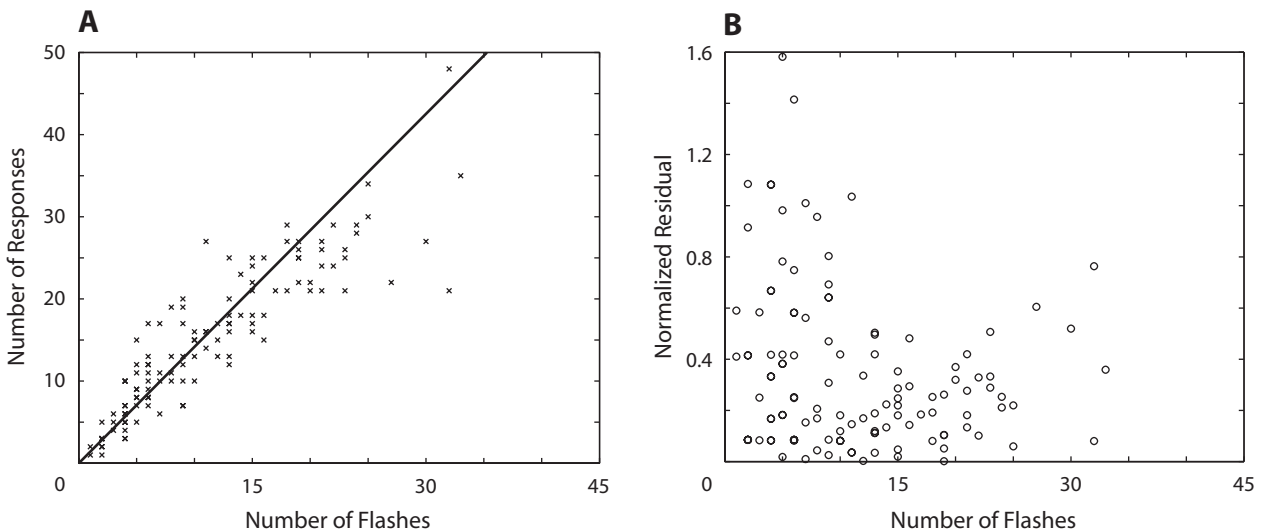 A
50
40
30
20
10
0
15
30
45
Number of Responses
Number of Flashes
B
1.6
1.2
0.8
0.4
0
15
30
45
Normalized Residual
Number of Flashes